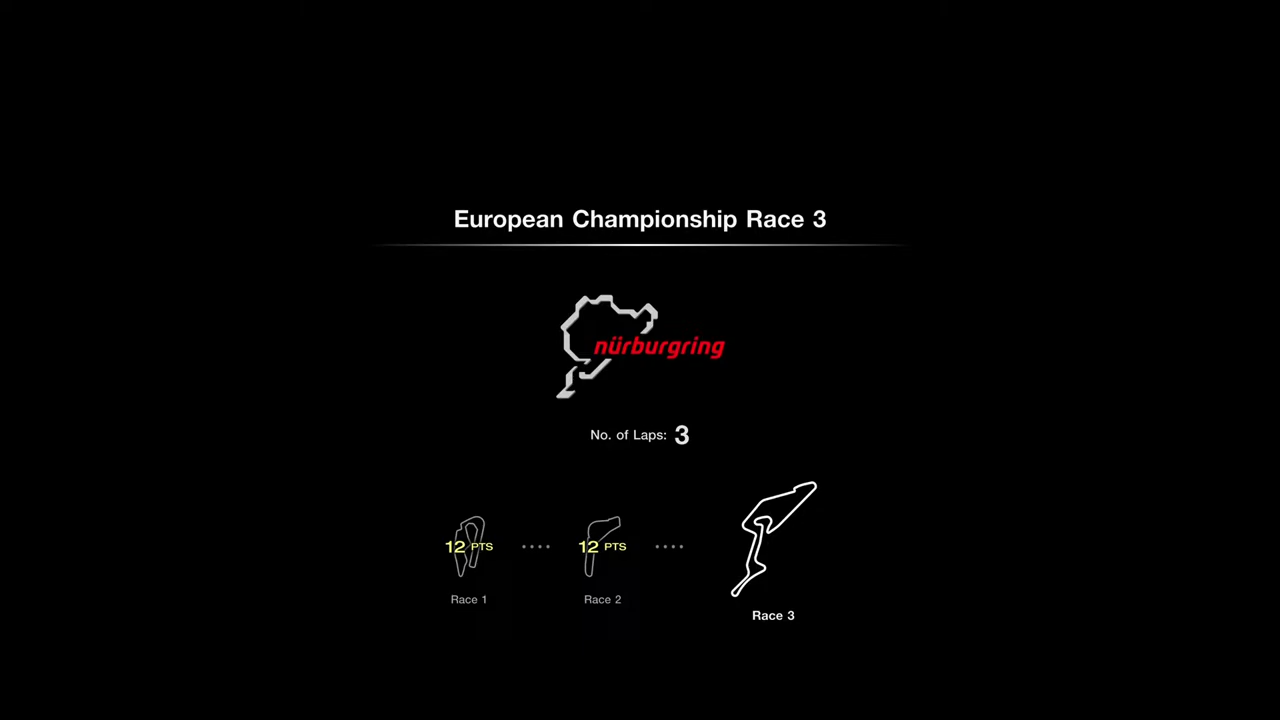 European Championship Race 3
nürburgring
No. of Laps: 3
12 PTS 12 PTS
Race 1 Race 2
Race 3